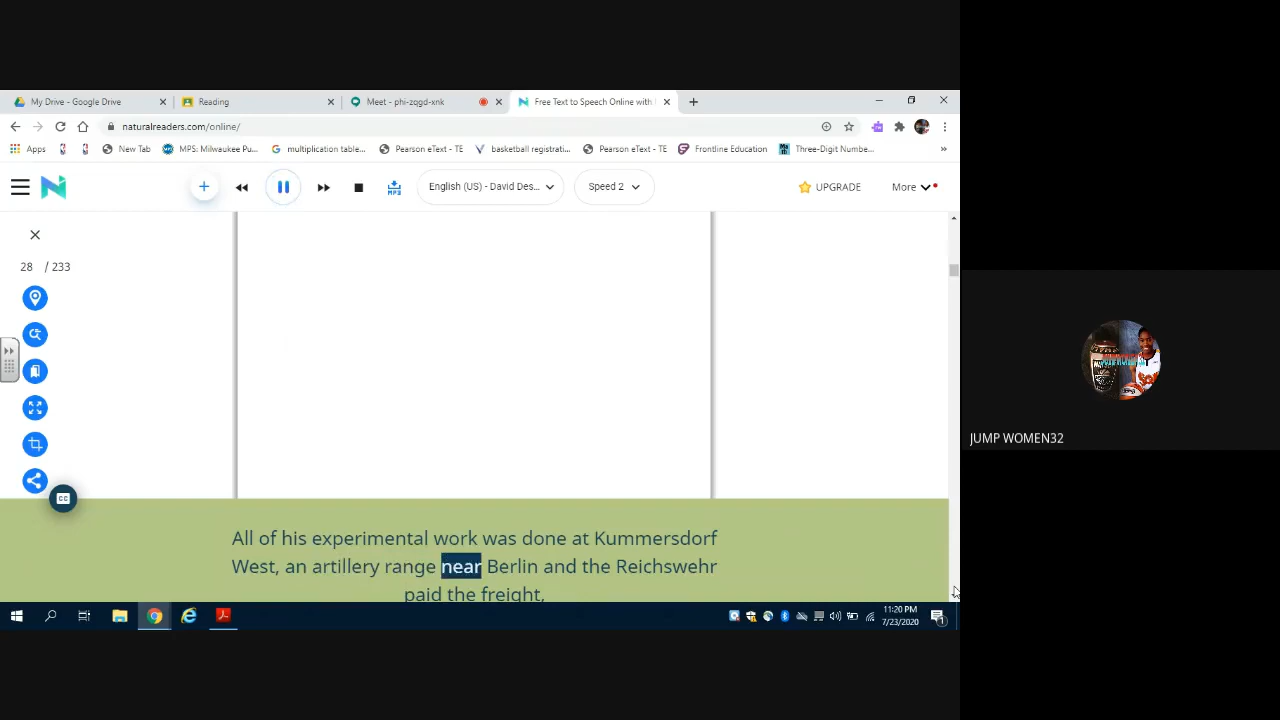 My Drive - Google Drive
Reading
Meet - phi-zqgd-xnk
Free Text to Speech Online with
naturalreaders.com/online/
Apps
New Tab
MPS: Milwaukee Pu...
multiplication table...
Pearson eText - TE
basketball registrati...
Pearson eText - TE
Frontline Education
Three-Digit Numbe...
MP3
English (US) - David Des...
Speed 2
UPGRADE
More
28 / 233
CC
JUMP WOMEN32
All of his experimental work was done at Kummersdorf
West, an artillery range near Berlin and the Reichswehr
paid the freight,
11:20 PM
7/23/2020